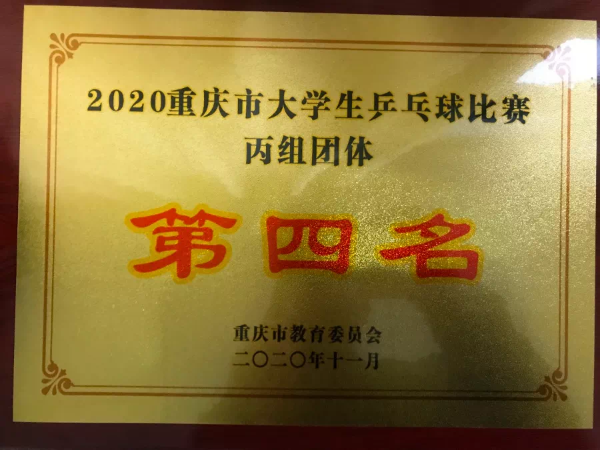 2020重庆市大学生乒乓球比赛
丙组团体
第四名
重庆市教育委员会
二〇二〇年十一月